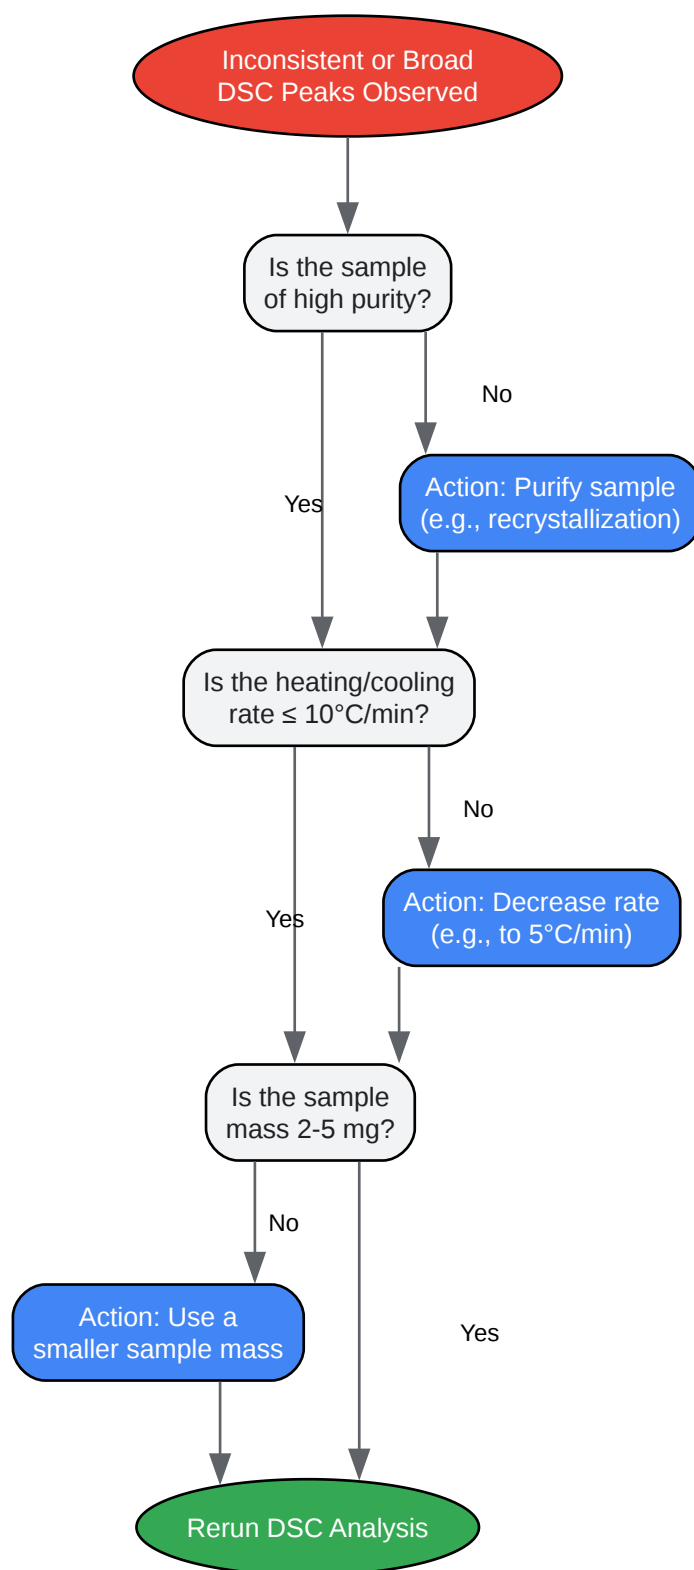 Inconsistent or Broad
DSC Peaks Observed
Is the sample
of high purity?
No
Action: Purify sample
(e.g., recrystallization)
Yes
Is the heating/cooling
rate ≤ 10°C/min?
No
Action: Decrease rate
(e.g., to 5°C/min)
Yes
Is the sample
mass 2-5 mg?
No
Action: Use a
smaller sample mass
Yes
Rerun DSC Analysis